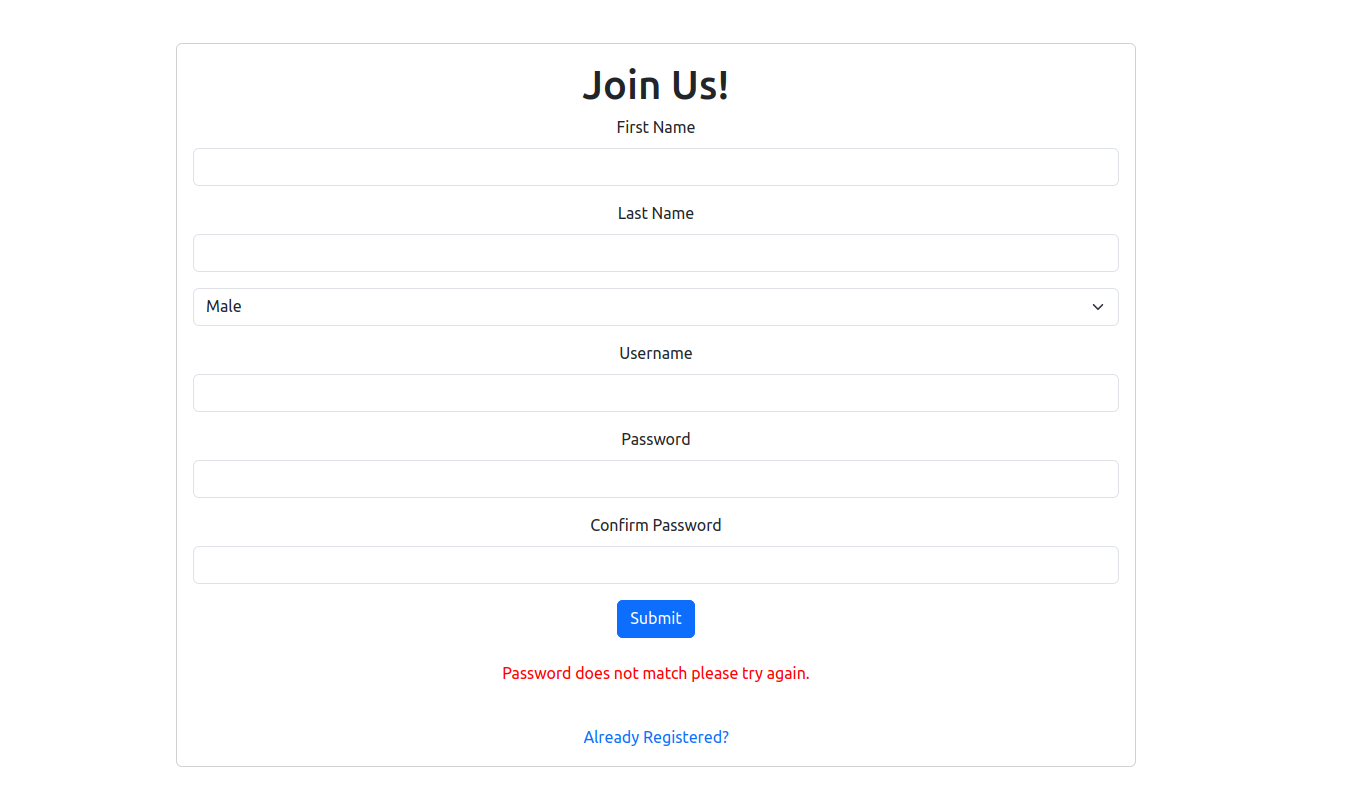 Join Us!
First Name
Last Name
Male
Username
Password
Confirm Password
Submit
Password does not match please try again.
Already Registered?